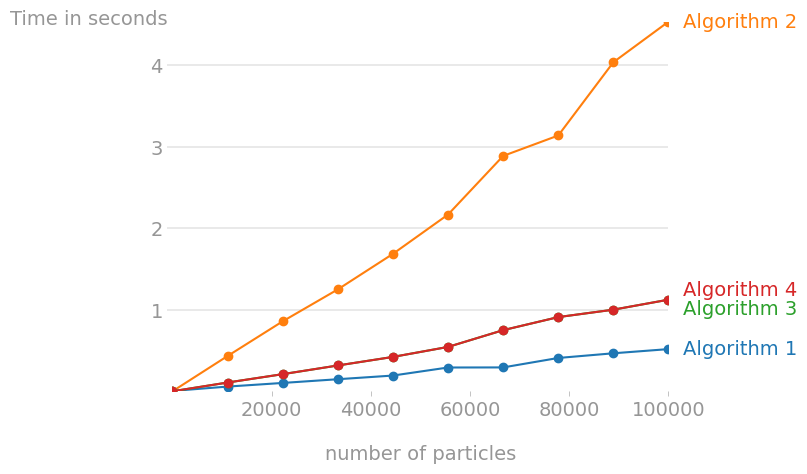 Time in seconds
Algorithm 2
4
3
2
Algorithm 4
1
Algorithm 3
Algorithm 1
20000 40000 60000 80000 100000
number of particles